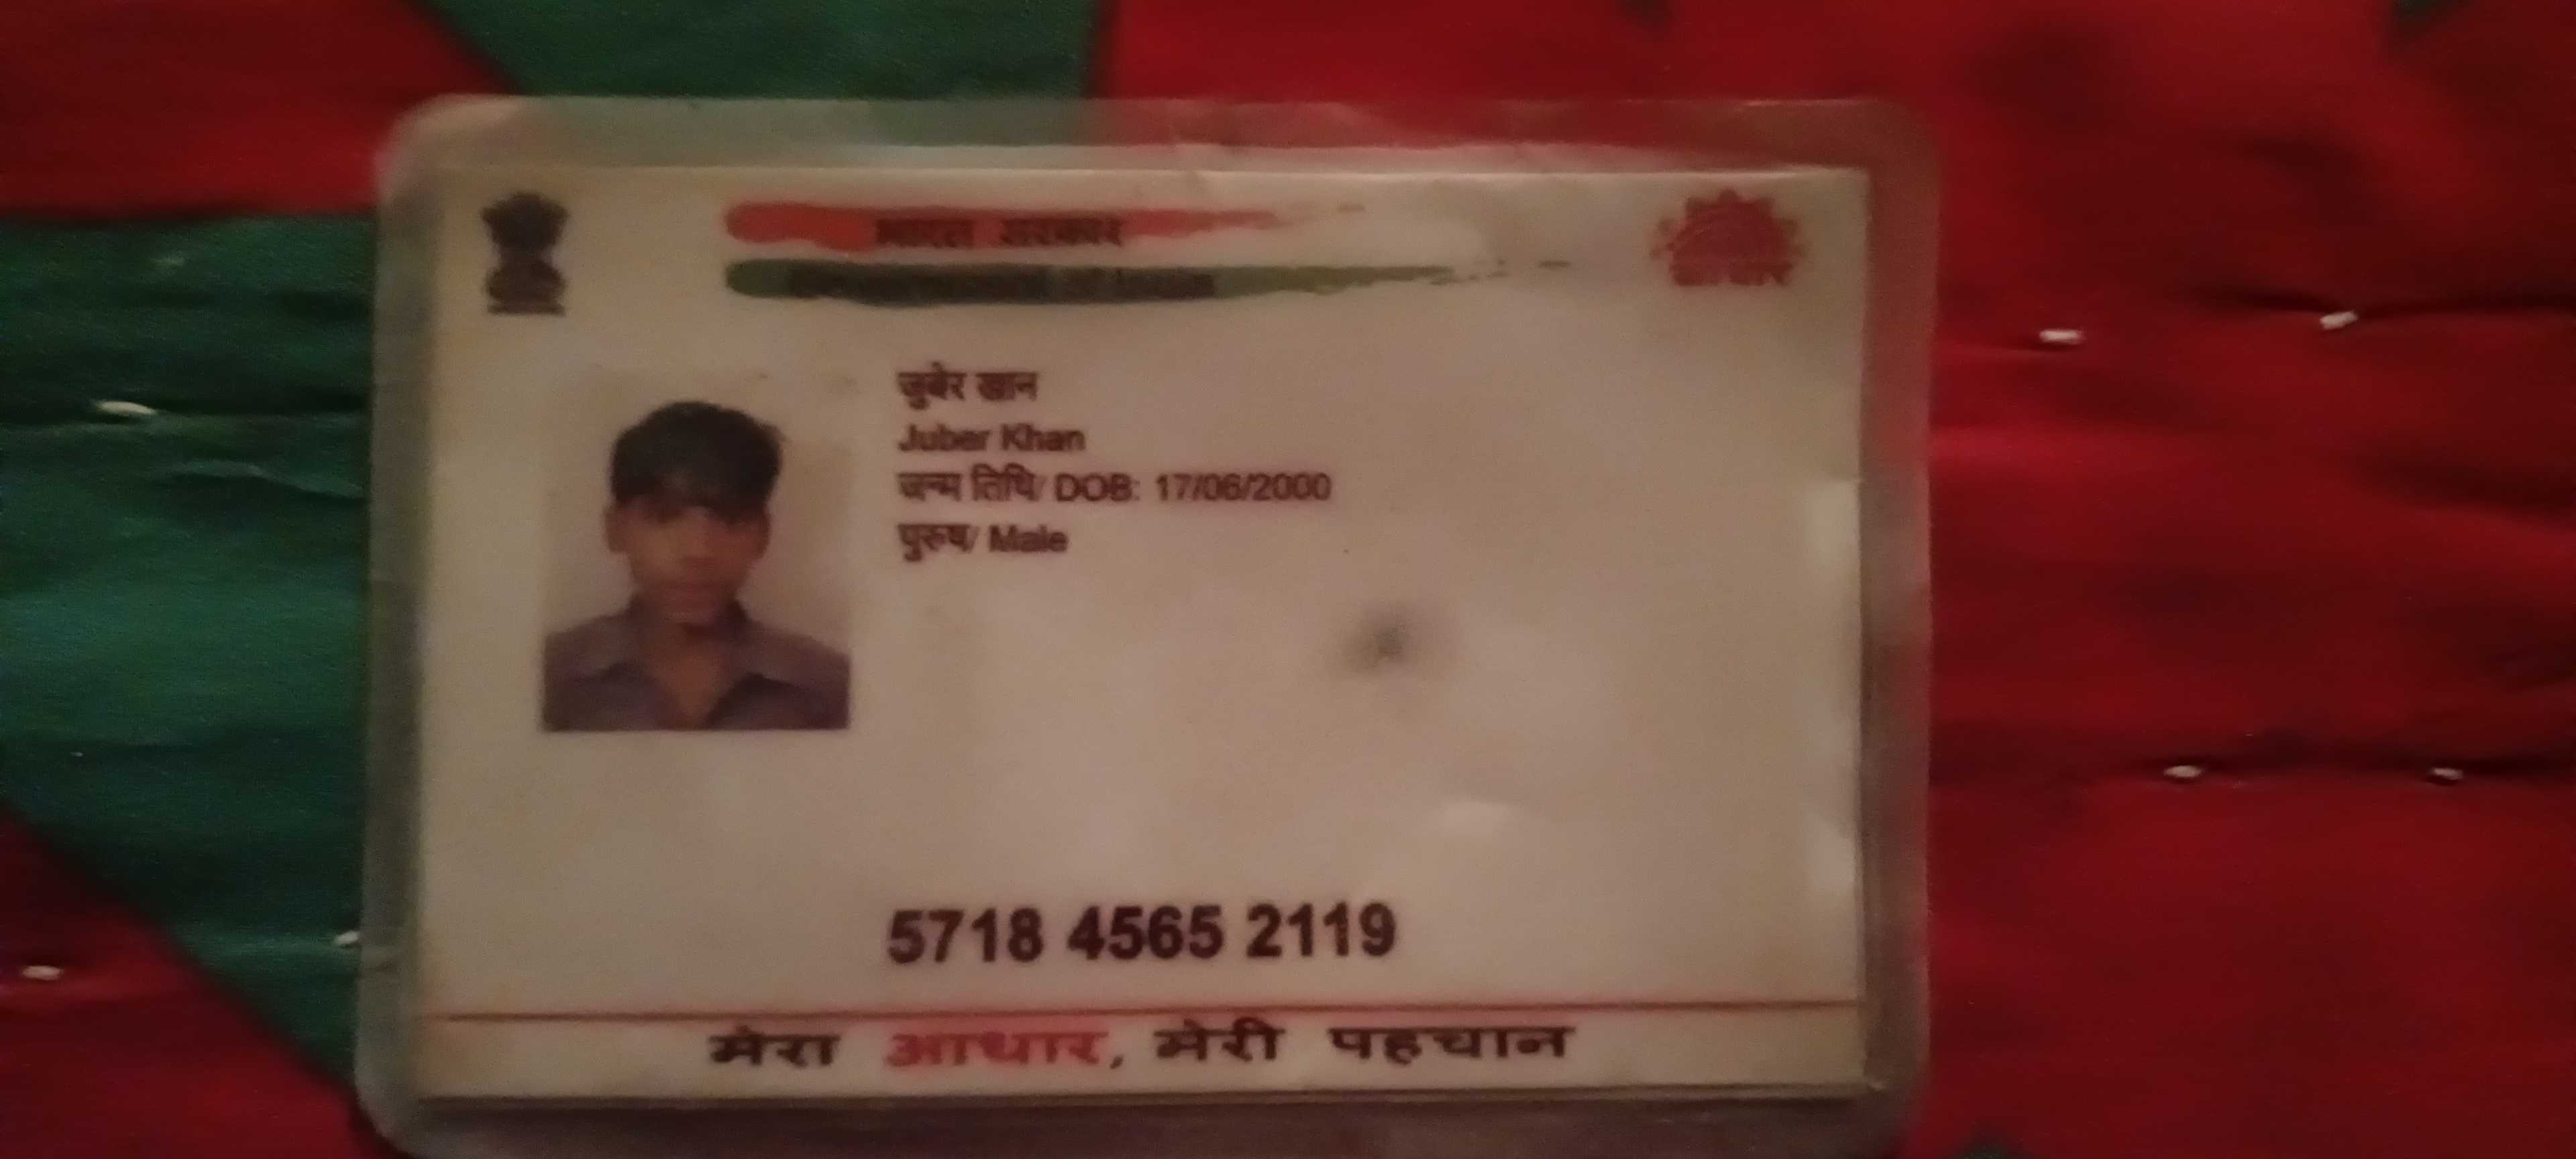 भारत सरकार
Government of India
आधार
जुबेर खान
Juber Khan
जन्म तिथि/ DOB: 17/06/2000
पुरुष/ Male
5718 4565 2119
मेरा आधार, मेरी पहचान